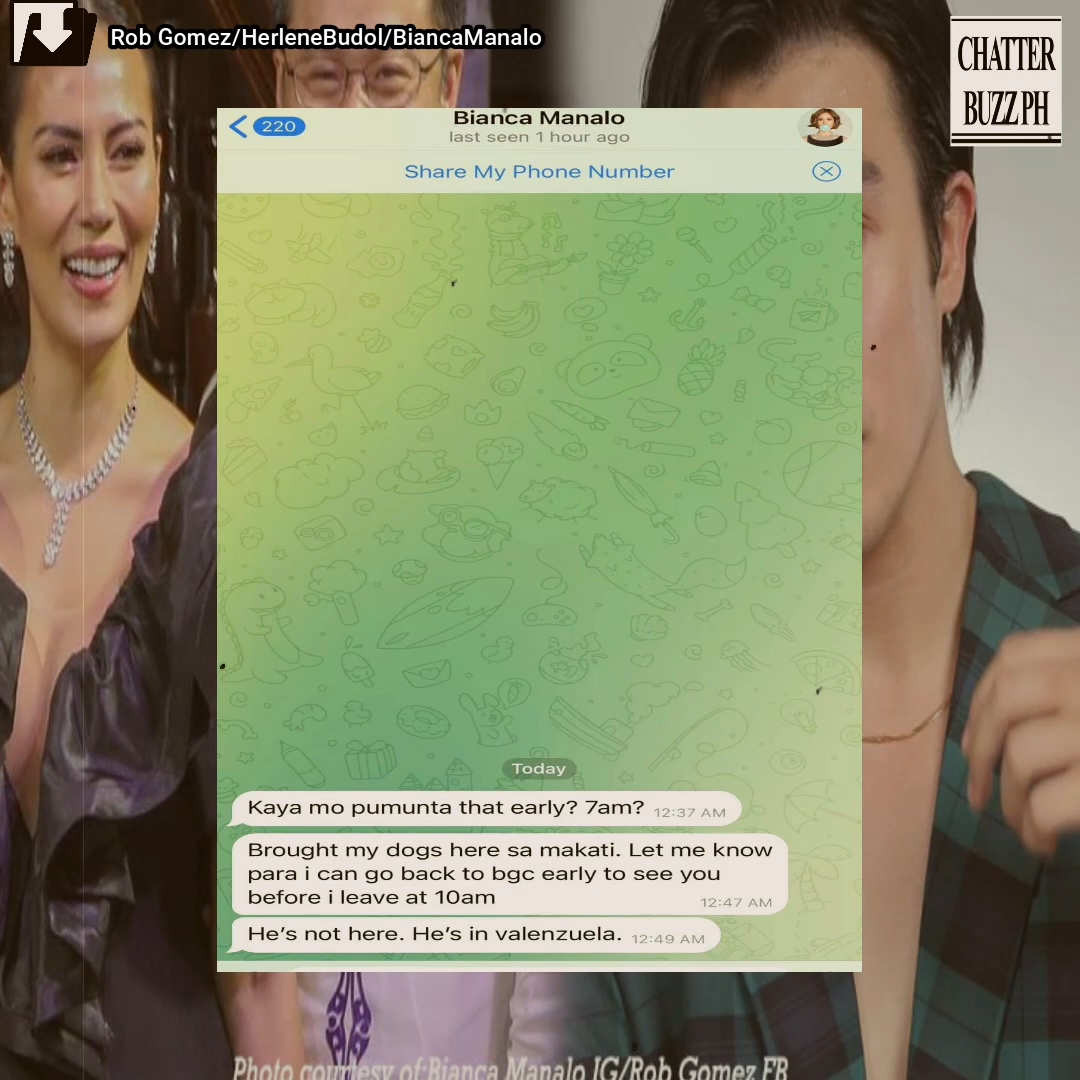 Rob Gomez/HerleneBudol/BiancaManalo
CHATTER
BUZZ PH
220
Bianca Manalo
last seen 1 hour ago
Share My Phone Number
Today
Kaya mo pumunta that early? 7am? 12:37 AM
Brought my dogs here sa makati. Let me know
para i can go back to bgc early to see you
before i leave at 10am 12:47 AM
He’s not here. He’s in valenzuela. 12:49 AM
Photo courtesy of:Bianca Manalo IG/Rob Gomez FB